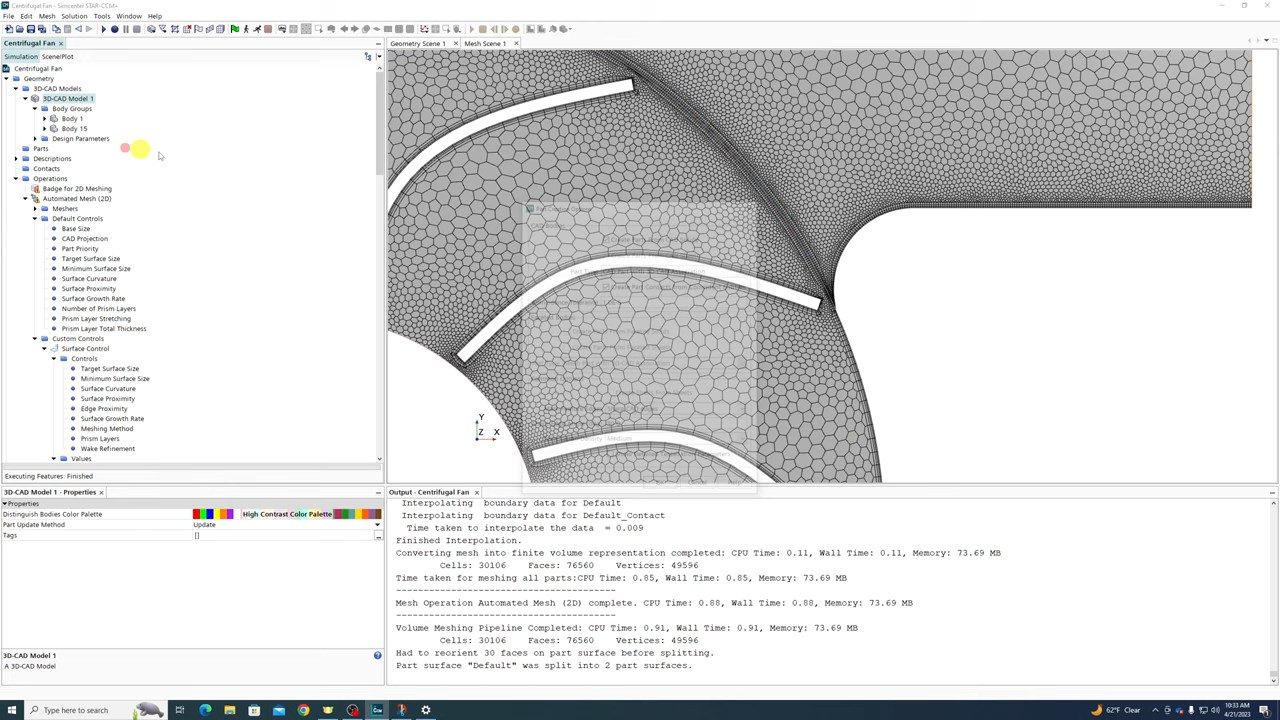 Centrifugal Fan - Simcenter STAR-CCM+
File Edit Mesh Solution Tools Window Help
Centrifugal Fan
Geometry Scene 1
Mesh Scene 1
Simulation Scene/Plot
Centrifugal Fan
Geometry
3D-CAD Models
3D-CAD Model 1
Body Groups
Body 1
Body 15
Design Parameters
Parts
Descriptions
Contacts
Operations
Badge for 2D Meshing
Automated Mesh (2D)
Meshers
Default Controls
Base Size
CAD Projection
Part Priority
Target Surface Size
Minimum Surface Size
Surface Curvature
Surface Proximity
Surface Growth Rate
Number of Prism Layers
Prism Layer Stretching
Prism Layer Total Thickness
Custom Controls
Surface Control
Controls
Target Surface Size
Minimum Surface Size
Surface Curvature
Surface Proximity
Edge Proximity
Surface Growth Rate
Meshing Method
Prism Layers
Wake Refinement
Values
Y
Z X
Executing Features: Finished
3D-CAD Model 1 - Properties
Properties
Distinguish Bodies Color Palette High Contrast Color Palette
Part Update Method Update
Tags []
3D-CAD Model 1
A 3D-CAD Model
Output - Centrifugal Fan
Interpolating boundary data for Default
Interpolating boundary data for Default_Contact
Time taken to interpolate the data = 0.009
Finished Interpolation.
Converting mesh into finite volume representation completed: CPU Time: 0.11, Wall Time: 0.11, Memory: 73.69 MB
Cells: 30106 Faces: 76560 Vertices: 49596
Time taken for meshing all parts:CPU Time: 0.85, Wall Time: 0.85, Memory: 73.69 MB
----------------------------------------
Mesh Operation Automated Mesh (2D) complete. CPU Time: 0.88, Wall Time: 0.88, Memory: 73.69 MB
----------------------------------------
Volume Meshing Pipeline Completed: CPU Time: 0.91, Wall Time: 0.91, Memory: 73.69 MB
Cells: 30106 Faces: 76560 Vertices: 49596
Had to reorient 30 faces on part surface before splitting.
Part surface "Default" was split into 2 part surfaces.
Type here to search
62°F Clear
10:33 AM
4/21/2023